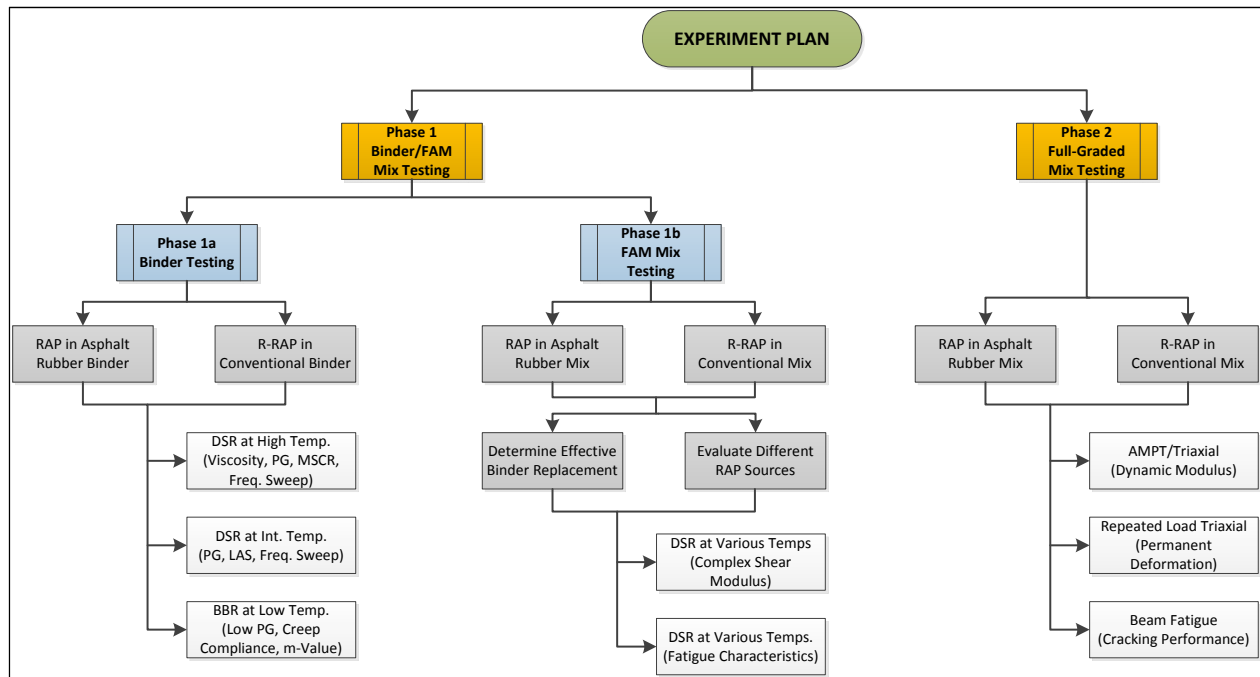 EXPERIMENT PLAN
Phase 1
Binder/FAM
Mix Testing
Phase 2
Full-Graded
Mix Testing
Phase 1a
Binder Testing
Phase 1b
FAM Mix
Testing
RAP in Asphalt
Rubber Binder
R-RAP in
Conventional Binder
RAP in Asphalt
Rubber Mix
R-RAP in
Conventional Mix
RAP in Asphalt
Rubber Mix
R-RAP in
Conventional Mix
DSR at High Temp.
(Viscosity, PG, MSCR,
Freq. Sweep)
DSR at Int. Temp.
(PG, LAS, Freq. Sweep)
BBR at Low Temp.
(Low PG, Creep
Compliance, m-Value)
Determine Effective
Binder Replacement
Evaluate Different
RAP Sources
DSR at Various Temps
(Complex Shear
Modulus)
DSR at Various Temps.
(Fatigue Characteristics)
AMPT/Triaxial
(Dynamic Modulus)
Repeated Load Triaxial
(Permanent
Deformation)
Beam Fatigue
(Cracking Performance)